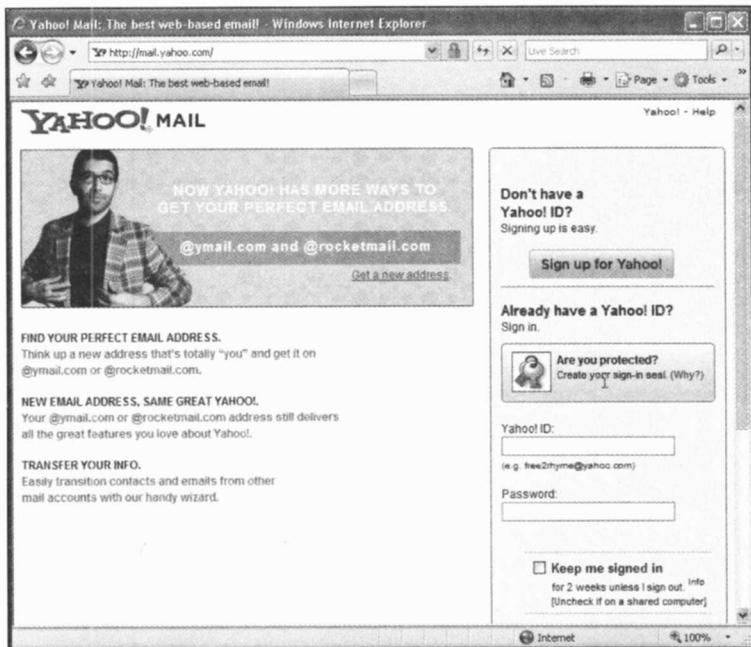 Yahoo! Mail: The best web-based email! - Windows Internet Explorer
http://mail.yahoo.com/
Live Search
Yahoo! Mail: The best web-based email!
Page
Tools
YAHOO! MAIL
Yahoo! - Help
NOW YAHOO! HAS MORE WAYS TO
GET YOUR PERFECT EMAIL ADDRESS.
@ymail.com and @rocketmail.com
Get a new address
FIND YOUR PERFECT EMAIL ADDRESS.
Think up a new address that's totally "you" and get it on
@ymail.com or @rocketmail.com.
NEW EMAIL ADDRESS, SAME GREAT YAHOO!.
Your @ymail.com or @rocketmail.com address still delivers
all the great features you love about Yahoo!.
TRANSFER YOUR INFO.
Easily transition contacts and emails from other
mail accounts with our handy wizard.
Don't have a
Yahoo! ID?
Signing up is easy.
Sign up for Yahoo!
Already have a Yahoo! ID?
Sign in.
Are you protected?
Create your sign-in seal. (Why?)
Yahoo! ID:
(e.g. free2rhyme@yahoo.com)
Password:
Keep me signed in
for 2 weeks unless I sign out. Info
[Uncheck if on a shared computer]
Internet
100%